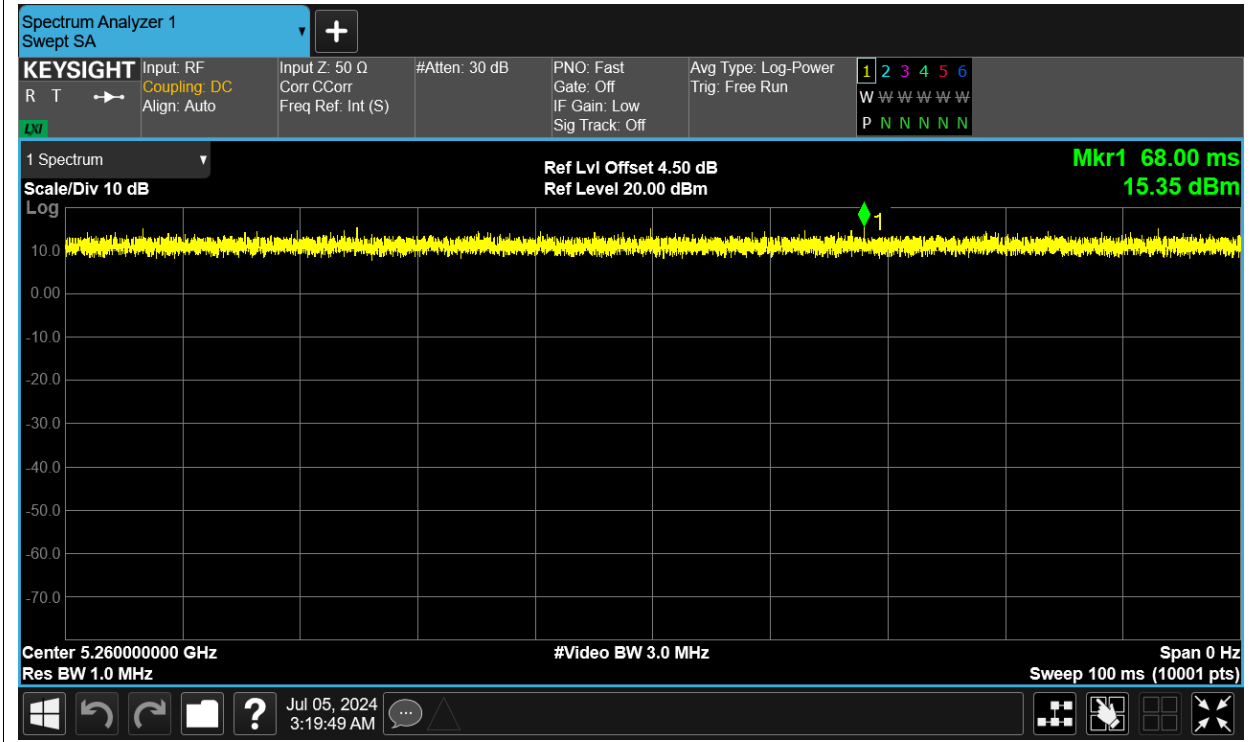 Spectrum Analyzer 1
Swept SA
KEYSIGHT
R T
LXI
Input: RF
Coupling: DC
Align: Auto
Input Z: 50 Ω
Corr CCorr
Freq Ref: Int (S)
#Atten: 30 dB
PNO: Fast
Gate: Off
IF Gain: Low
Sig Track: Off
Avg Type: Log-Power
Trig: Free Run
1 2 3 4 5 6
W W W W W W
P N N N N N
1 Spectrum
Scale/Div 10 dB
Ref Lvl Offset 4.50 dB
Ref Level 20.00 dBm
Mkr1 68.00 ms
15.35 dBm
Log
1
10.0
0.00
-10.0
-20.0
-30.0
-40.0
-50.0
-60.0
-70.0
Center 5.260000000 GHz
#Video BW 3.0 MHz
Span 0 Hz
Res BW 1.0 MHz
Sweep 100 ms (10001 pts)
?
Jul 05, 2024
3:19:49 AM